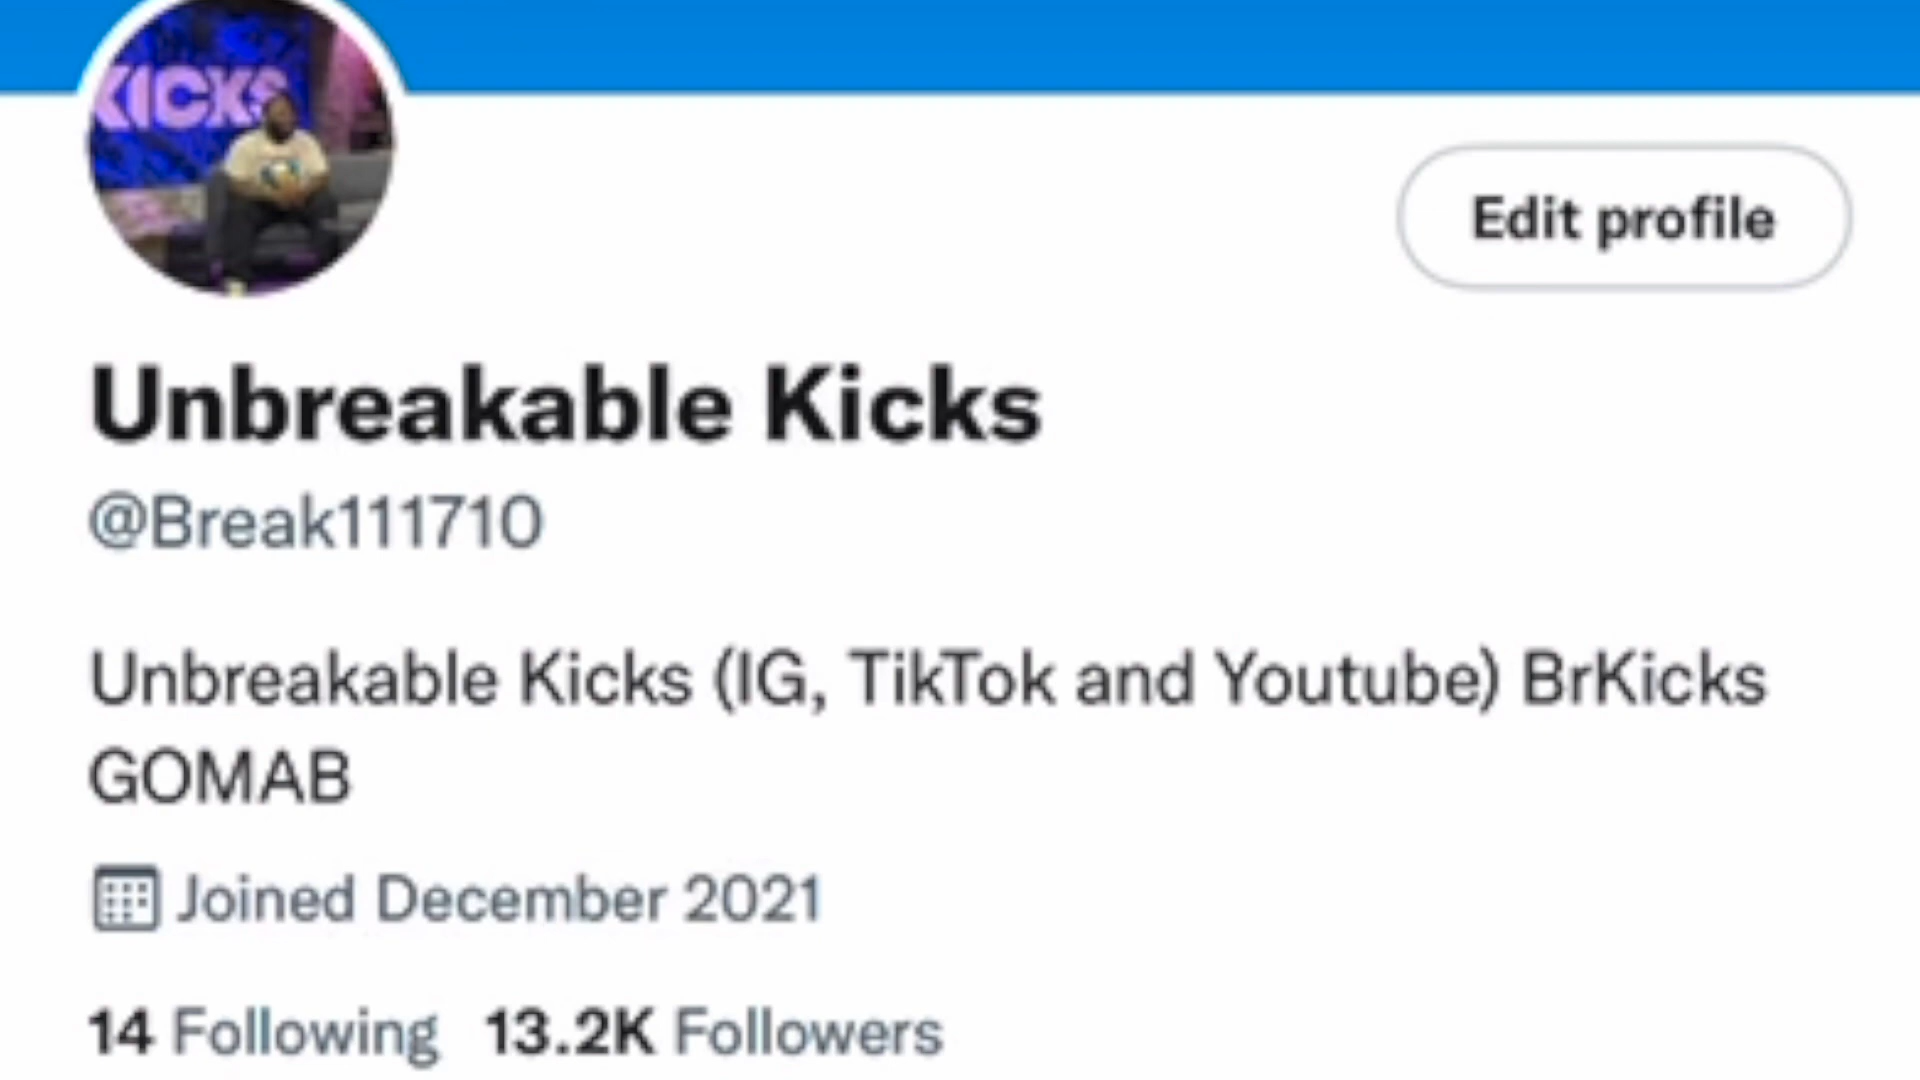 KICKS
Edit profile
Unbreakable Kicks
@Break111710
Unbreakable Kicks (IG, TikTok and Youtube) BrKicks
GOMAB
Joined December 2021
14 Following 13.2K Followers